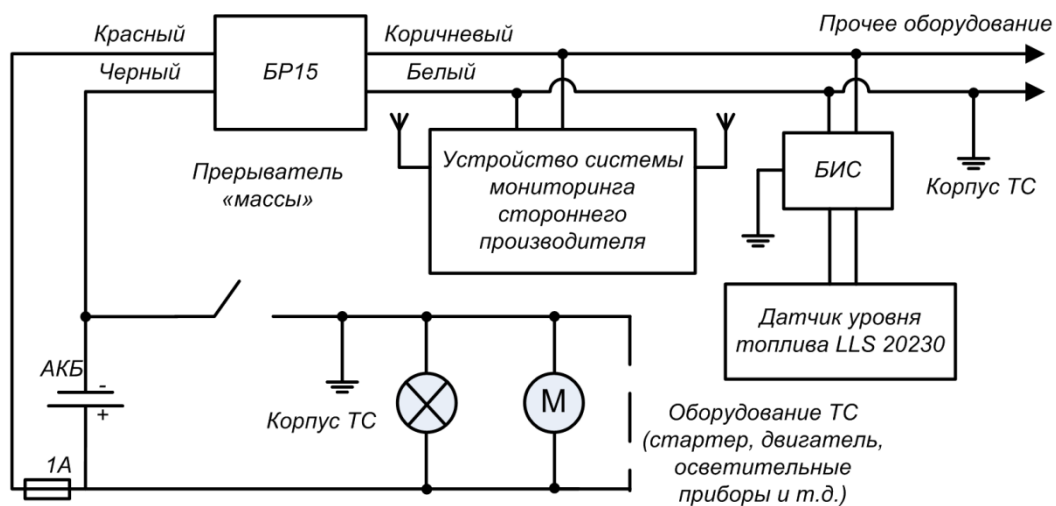 Красный
Черный
БР15
Коричневый
Белый
Прочее оборудование
Прерыватель
«массы»
Устройство системы
мониторинга
стороннего
производителя
БИС
Корпус ТС
Датчик уровня
топлива LLS 20230
АКБ
-
+
1А
Корпус ТС
М
Оборудование ТС
(стартер, двигатель,
осветительные
приборы и т.д.)